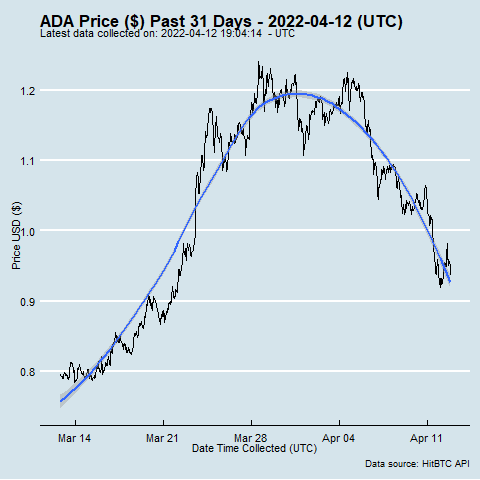 ADA Price ($) Past 31 Days - 2022-04-12 (UTC)
Latest data collected on: 2022-04-12 19:04:14  - UTC
1.2
1.1
1.0
0.9
0.8
Price USD ($)
Mar 14
Mar 21
Mar 28
Apr 04
Apr 11
Date Time Collected (UTC)
Data source: HitBTC API